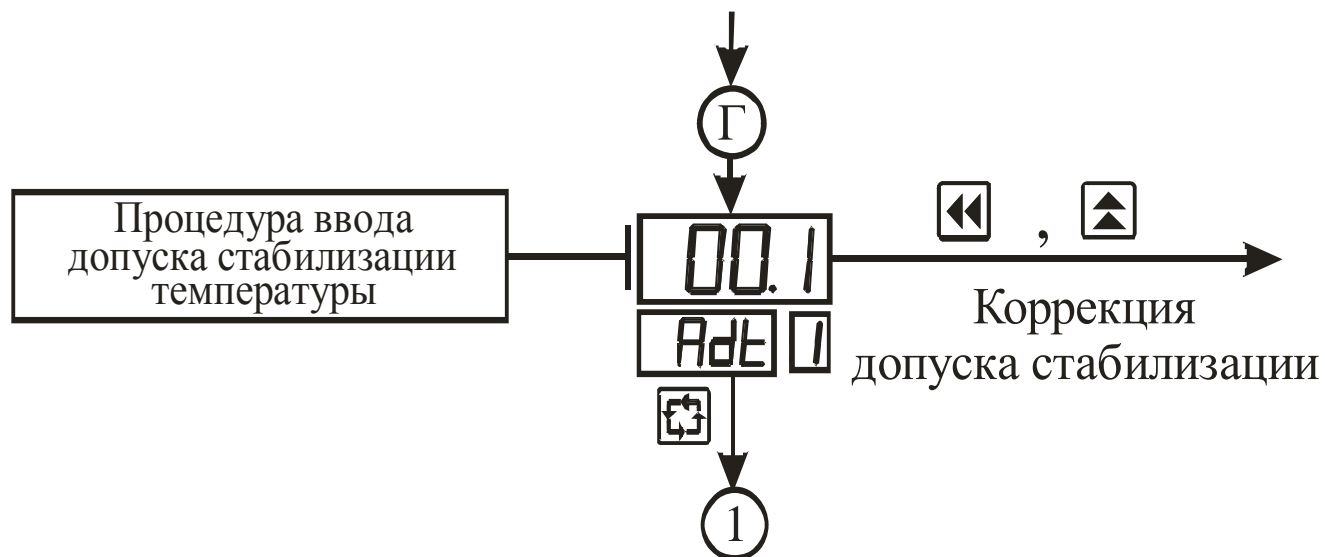 Г
Процедура ввода
допуска стабилизации
температуры
00.1
,
Adt 1
Коррекция
допуска стабилизации
1